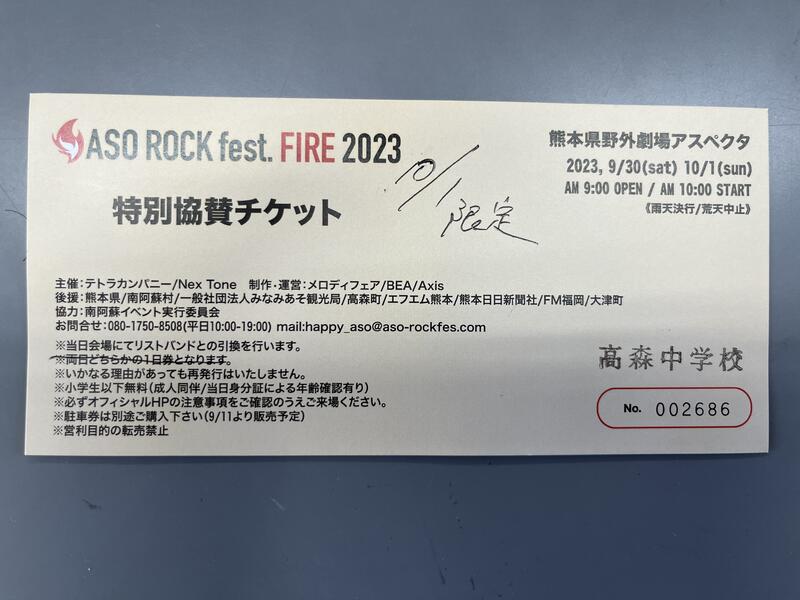 ASO ROCK fest. FIRE 2023
特別協賛チケット
10/1
限定
熊本県野外劇場アスペクタ
2023, 9/30(sat) 10/1(sun)
AM 9:00 OPEN / AM 10:00 START
《雨天決行/荒天中止》
主催:テトラカンパニー/Nex Tone 制作・運営:メロディフェア/BEA/Axis
後援:熊本県/南阿蘇村/一般社団法人みなみあそ観光局/高森町/エフエム熊本/熊本日日新聞社/FM福岡/大津町
協力:南阿蘇イベント実行委員会
お問合せ:080-1750-8508(平日10:00-19:00) mail:happy_aso@aso-rockfes.com
※当日会場にてリストバンドとの引換を行います。
※両日どちらかの1日券となります。
※いかなる理由があっても再発行はいたしません。
※小学生以下無料(成人同伴/当日身分証による年齢確認有り)
※必ずオフィシャルHPの注意事項をご確認のうえご来場ください。
※駐車券は別途ご購入下さい(9/11より販売予定)
※営利目的の転売禁止
高森中学校
No. 002686